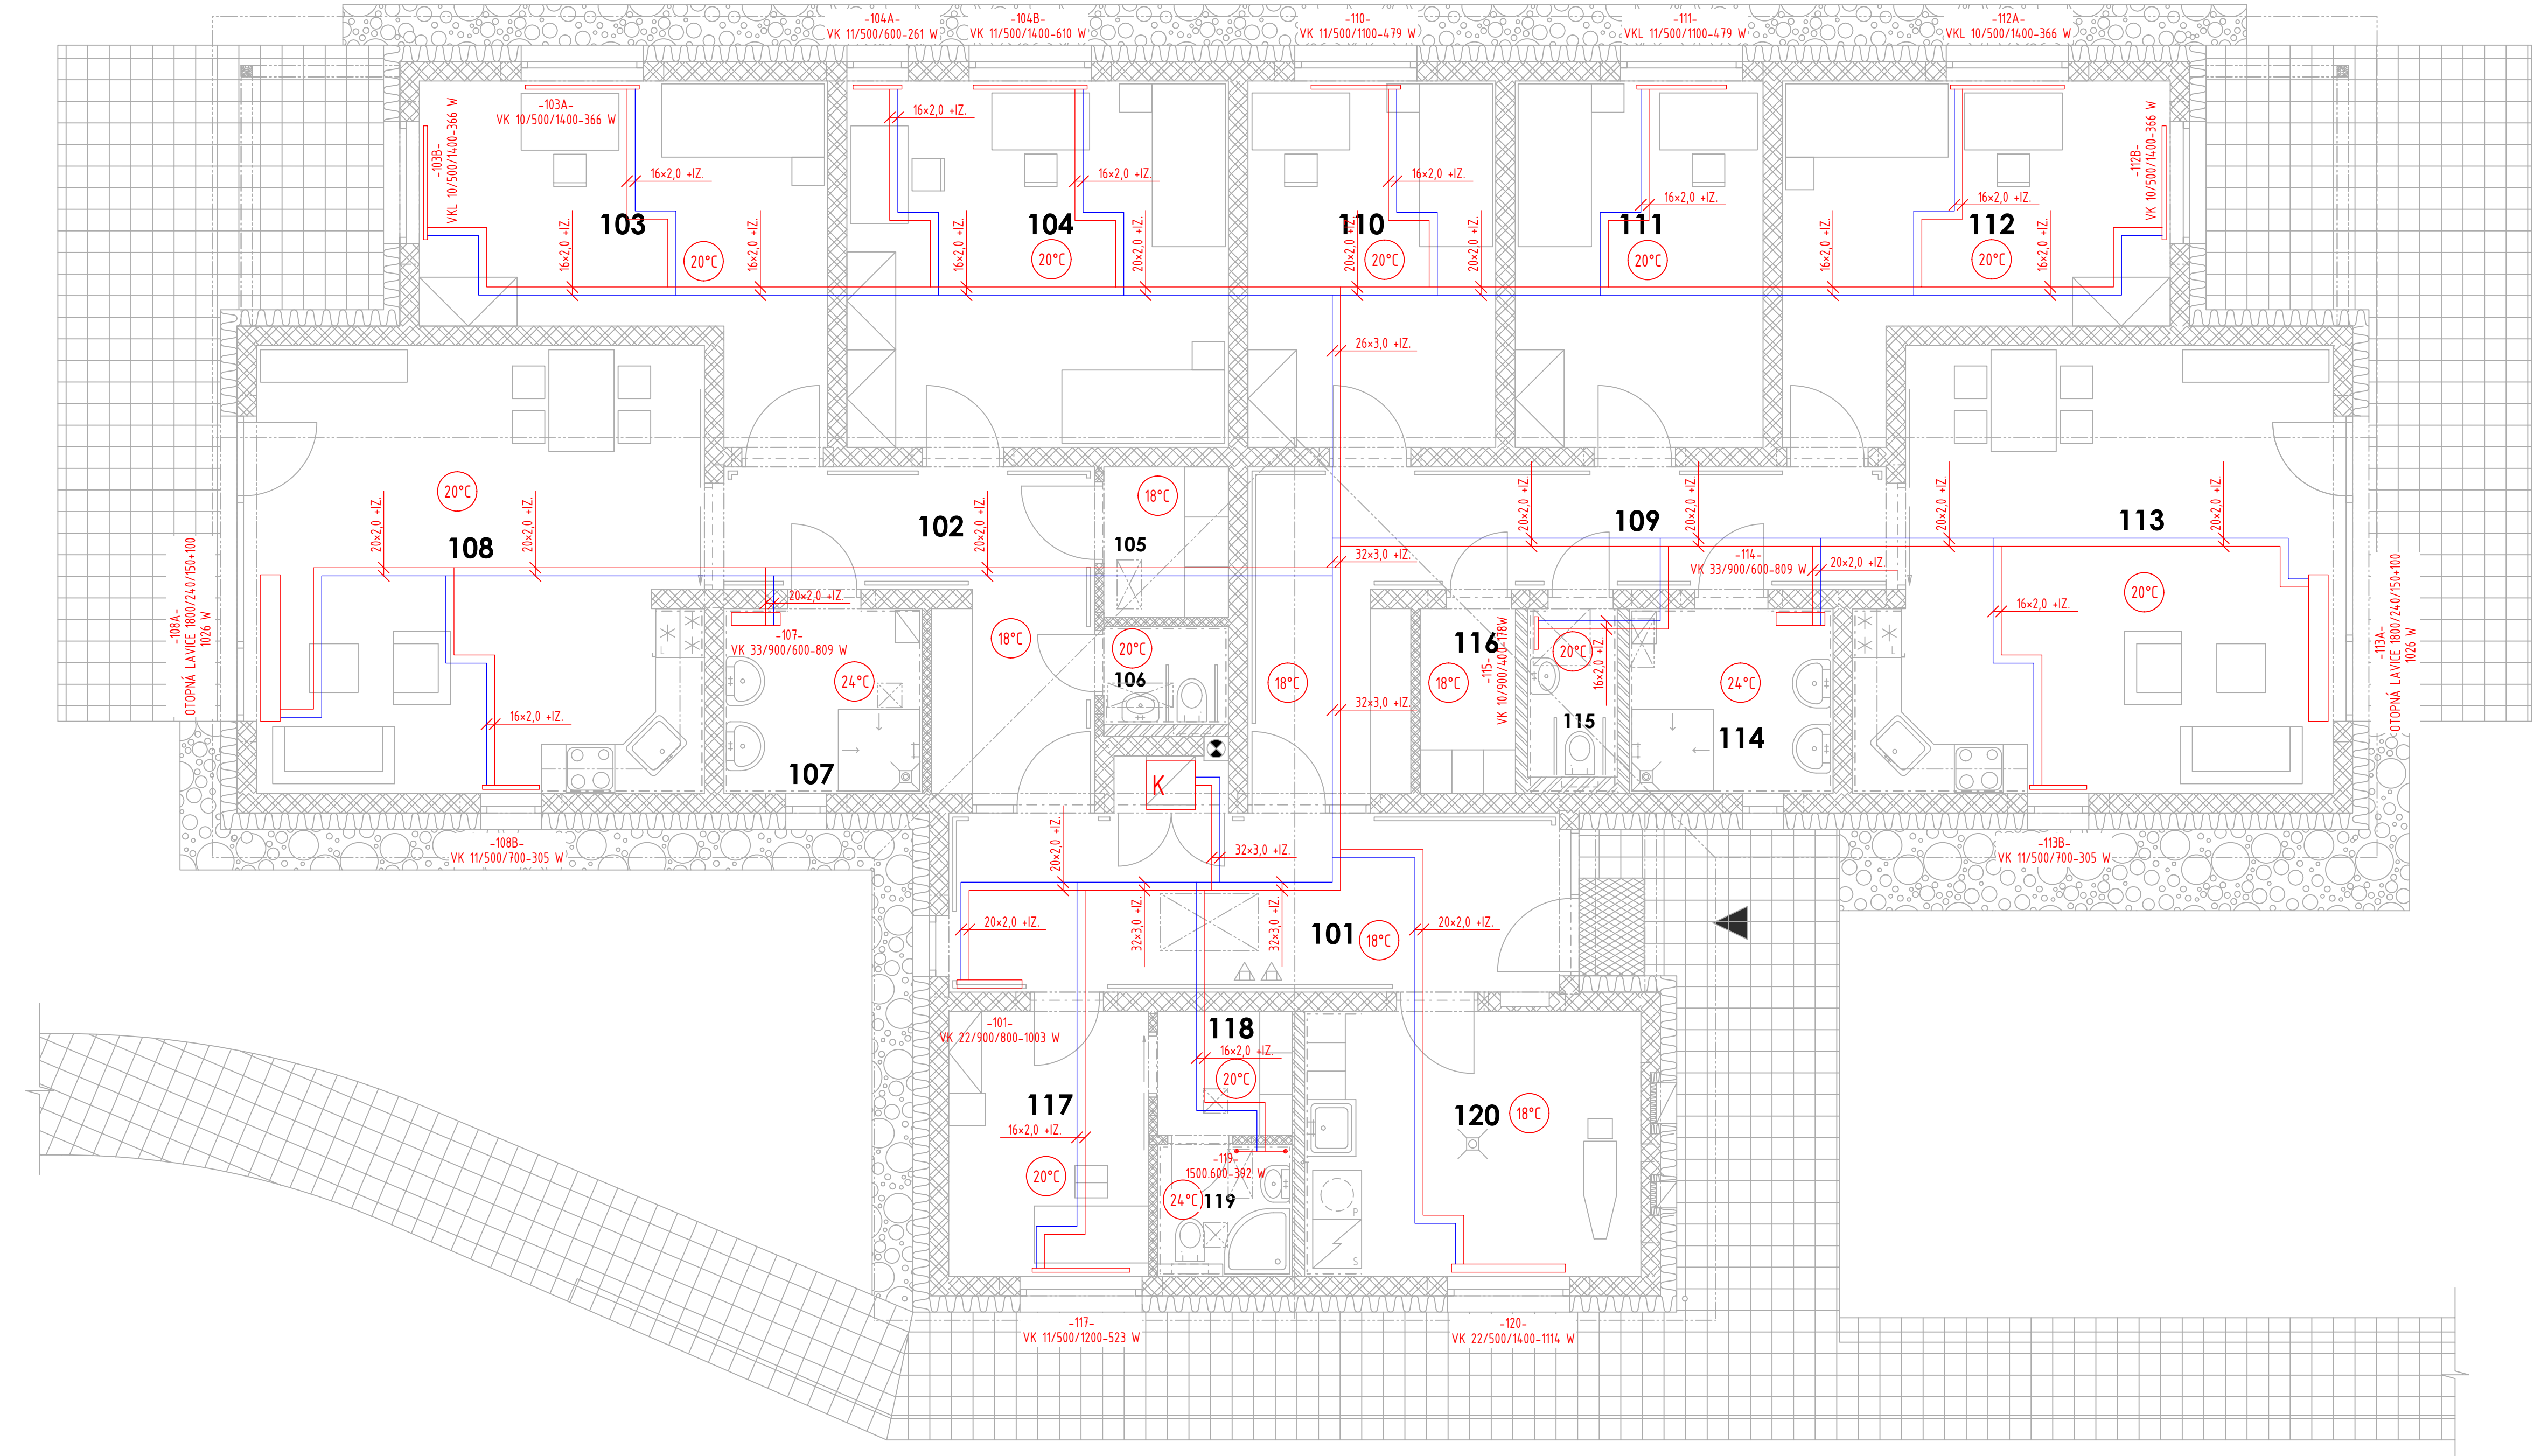 -104A-
VK 11/500/600-261 W
-104B-
VK 11/500/1400-610 W
-110-
VK 11/500/1100-479 W
-111-
VKL 11/500/1100-479 W
-112A-
VKL 10/500/1400-366 W
-103A-
VK 10/500/1400-366 W
-103B-
VKL 10/500/1400-366 W
-112B-
VK 10/500/1400-366 W
16×2,0 +IZ.
16×2,0 +IZ.
16×2,0 +IZ.
16×2,0 +IZ.
16×2,0 +IZ.
16×2,0 +IZ.
103
104
110
111
112
16×2,0 +IZ.
16×2,0 +IZ.
16×2,0 +IZ.
20×2,0 +IZ.
20×2,0 +IZ.
20×2,0 +IZ.
16×2,0 +IZ.
16×2,0 +IZ.
20°C
20°C
20°C
20°C
20°C
26×3,0 +IZ.
20°C
18°C
108
102
105
109
113
20×2,0 +IZ.
20×2,0 +IZ.
20×2,0 +IZ.
20×2,0 +IZ.
20×2,0 +IZ.
20×2,0 +IZ.
20×2,0 +IZ.
32×3,0 +IZ.
-114-
VK 33/900/600-809 W
20×2,0 +IZ.
20×2,0 +IZ.
20°C
16×2,0 +IZ.
-107-
VK 33/900/600-809 W
18°C
20°C
106
18°C
116
18°C
-115-
VK 10/900/400-178W
20°C
16×2,0 +IZ.
24°C
24°C
-108A-
OTOPNÁ LAVICE 1800/240/150+100
1026 W
-113A-
OTOPNÁ LAVICE 1800/240/150+100
1026 W
L
L
16×2,0 +IZ.
32×3,0 +IZ.
115
114
107
K
-108B-
VK 11/500/700-305 W
20×2,0 +IZ.
32×3,0 +IZ.
-113B-
VK 11/500/700-305 W
20×2,0 +IZ.
32×3,0 +IZ.
32×3,0 +IZ.
101
18°C
20×2,0 +IZ.
-101-
VK 22/900/800-1003 W
118
16×2,0 +IZ.
20°C
117
16×2,0 +IZ.
120
18°C
20°C
-119-
1500.600-392 W
24°C
119
P
S
-117-
VK 11/500/1200-523 W
-120-
VK 22/500/1400-1114 W